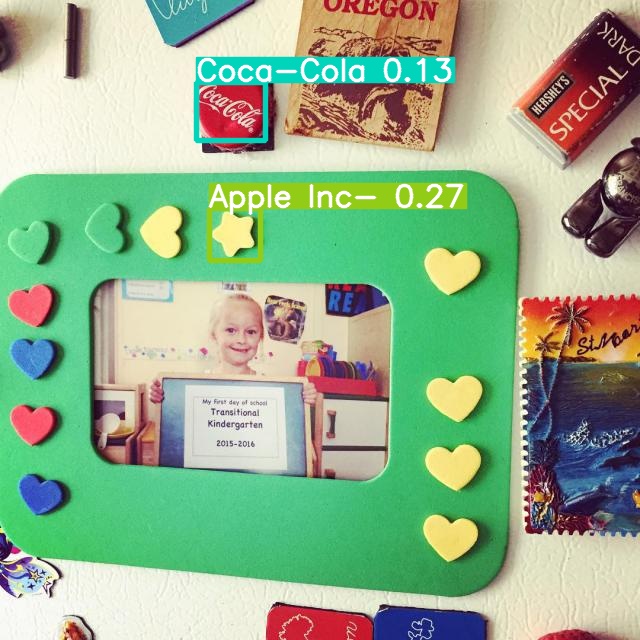 OREGON
Coca-Cola 0.13
Coca-Cola
HERSHEY'S
SPECIAL DARK
Apple Inc- 0.27
RE
St. Maarten
My first day of school
Transitional
Kindergarten
2015-2016